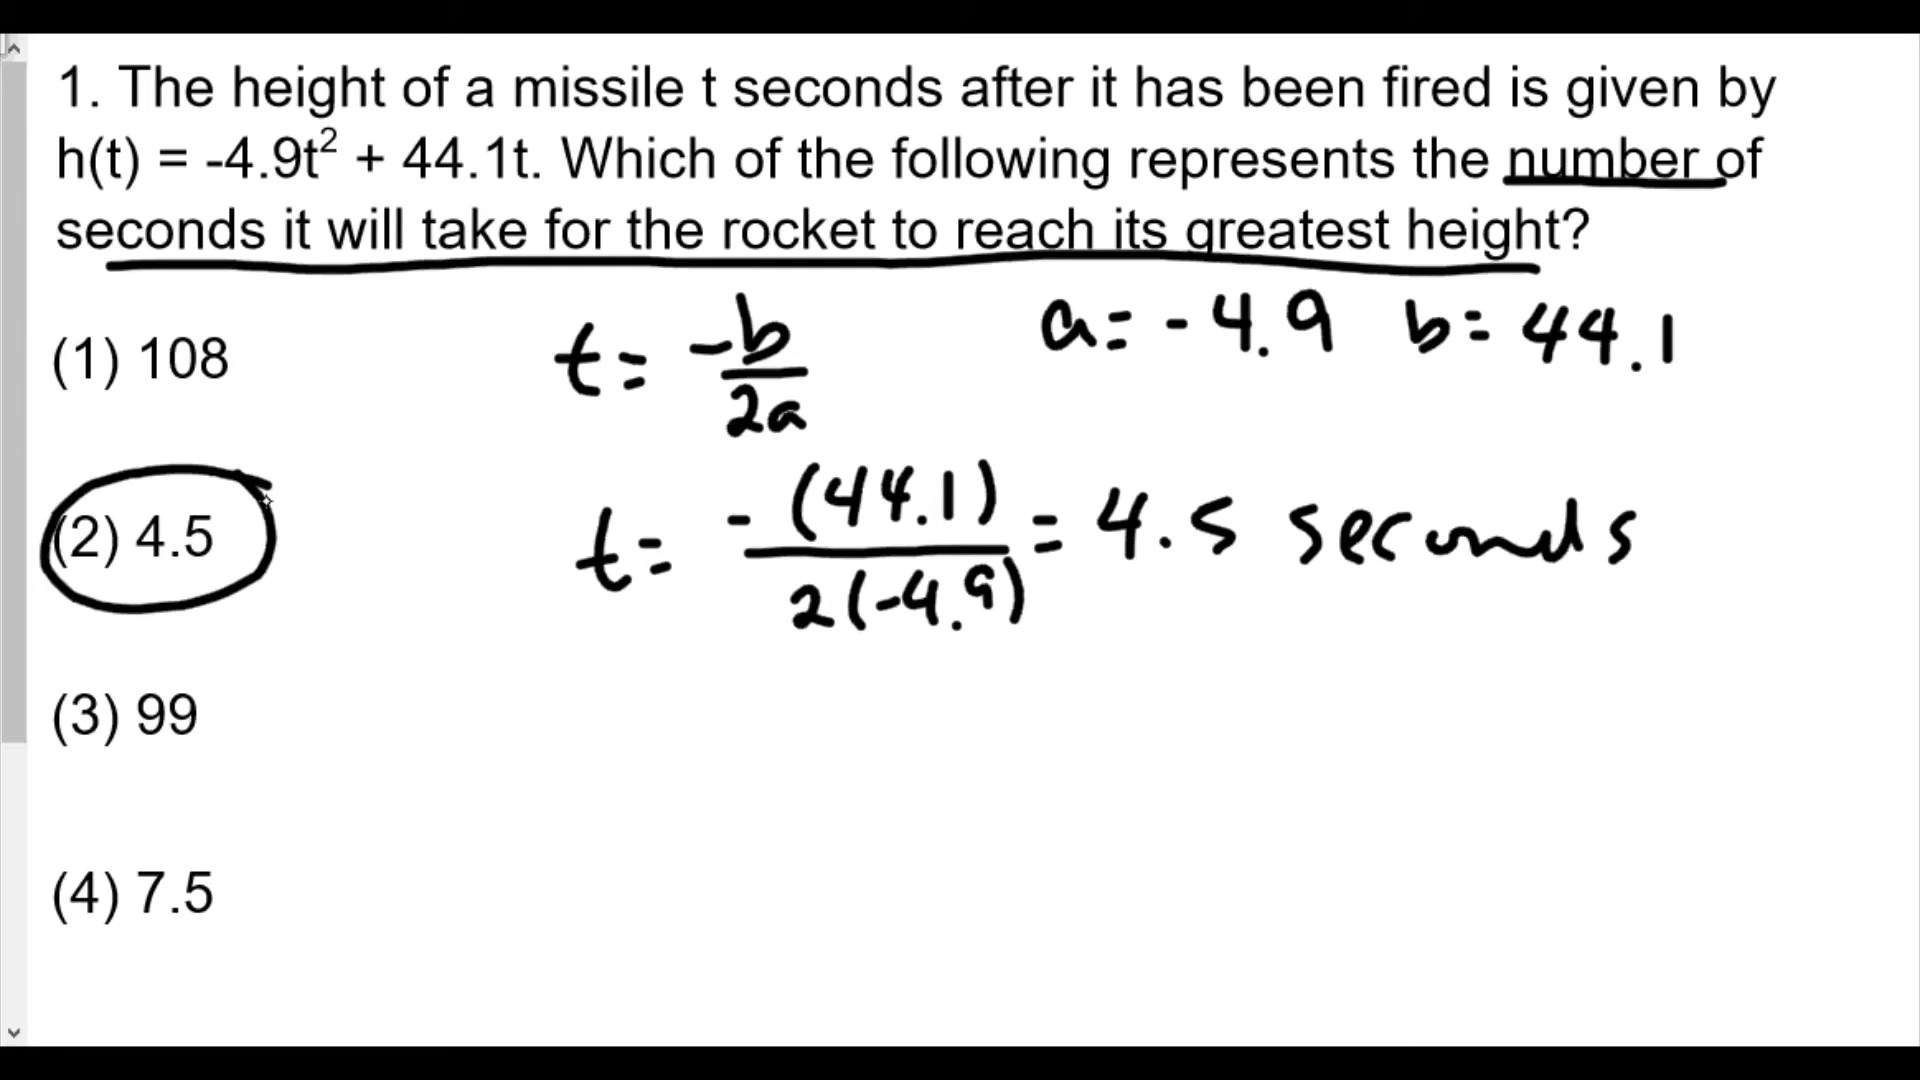 1. The height of a missile t seconds after it has been fired is given by
h(t) = -4.9t² + 44.1t. Which of the following represents the number of
seconds it will take for the rocket to reach its greatest height?
(1) 108
t = -b/2a
a = -4.9 b = 44.1
(2) 4.5
t = -(44.1)/2(-4.9) = 4.5 seconds
(3) 99
(4) 7.5